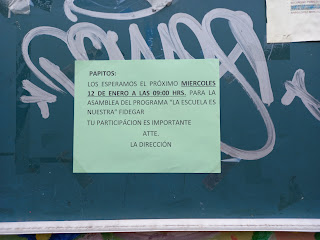 PAPITOS:
LOS ESPERAMOS EL PRÓXIMO MIERCOLES
12 DE ENERO A LAS 09:00 HRS. PARA LA
ASAMBLEA DEL PROGRAMA "LA ESCUELA ES
NUESTRA" FIDEGAR
TU PARTICIPÁCION ES IMPORTANTE
ATTE.
LA DIRECCIÓN